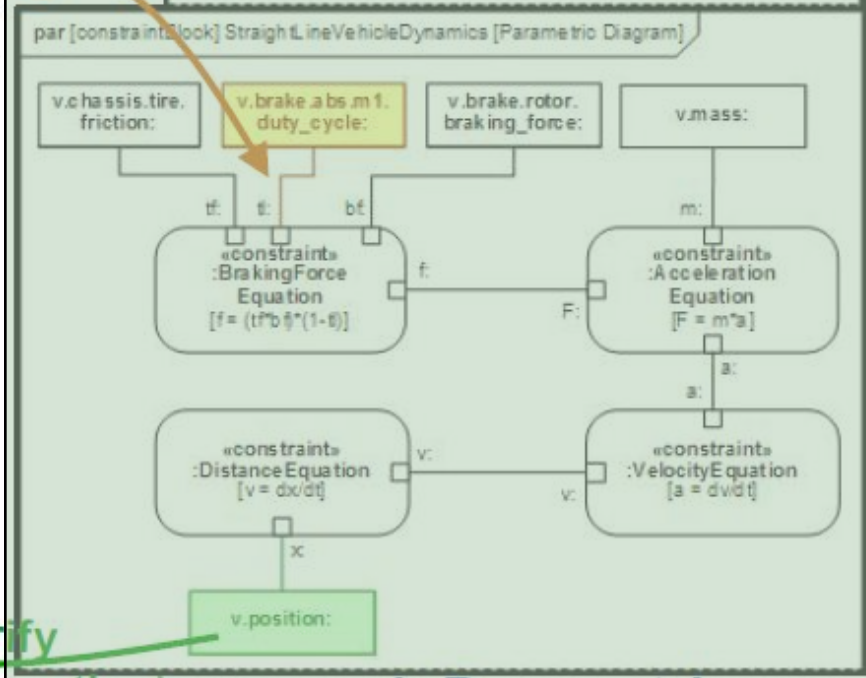 par [constraintBlock] StraightLineVehicleDynamics [Parametric Diagram]
v.chassis.tire.
friction:
v.brake.abs.m1.
duty_cycle:
v.brake.rotor.
braking_force:
v.mass:
tf:
tl:
bf:
m:
«constraint»
:BrakingForce
Equation
[f = (tf*bf)*(1-tl)]
f:
F:
«constraint»
:Acceleration
Equation
[F = m*a]
a:
a:
«constraint»
:DistanceEquation
[v = dx/dt]
v:
v:
«constraint»
:VelocityEquation
[a = dv/dt]
x:
v.position: